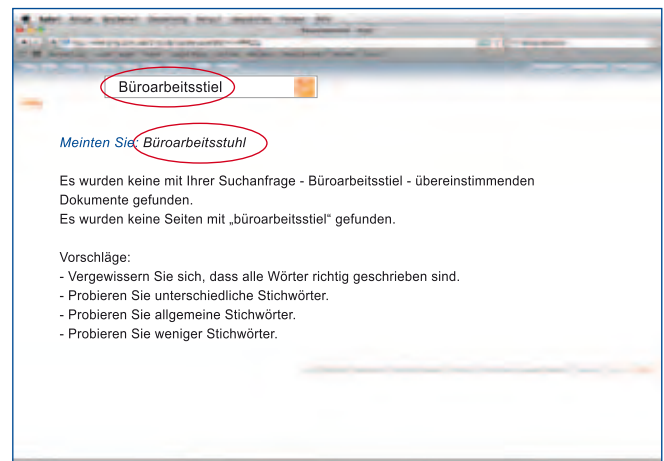 Büroarbeitsstiel
Meinten Sie: Büroarbeitsstuhl
Es wurden keine mit Ihrer Suchanfrage - Büroarbeitsstiel - übereinstimmenden
Dokumente gefunden.
Es wurden keine Seiten mit „büroarbeitsstiel“ gefunden.
Vorschläge:
- Vergewissern Sie sich, dass alle Wörter richtig geschrieben sind.
- Probieren Sie unterschiedliche Stichwörter.
- Probieren Sie allgemeine Stichwörter.
- Probieren Sie weniger Stichwörter.